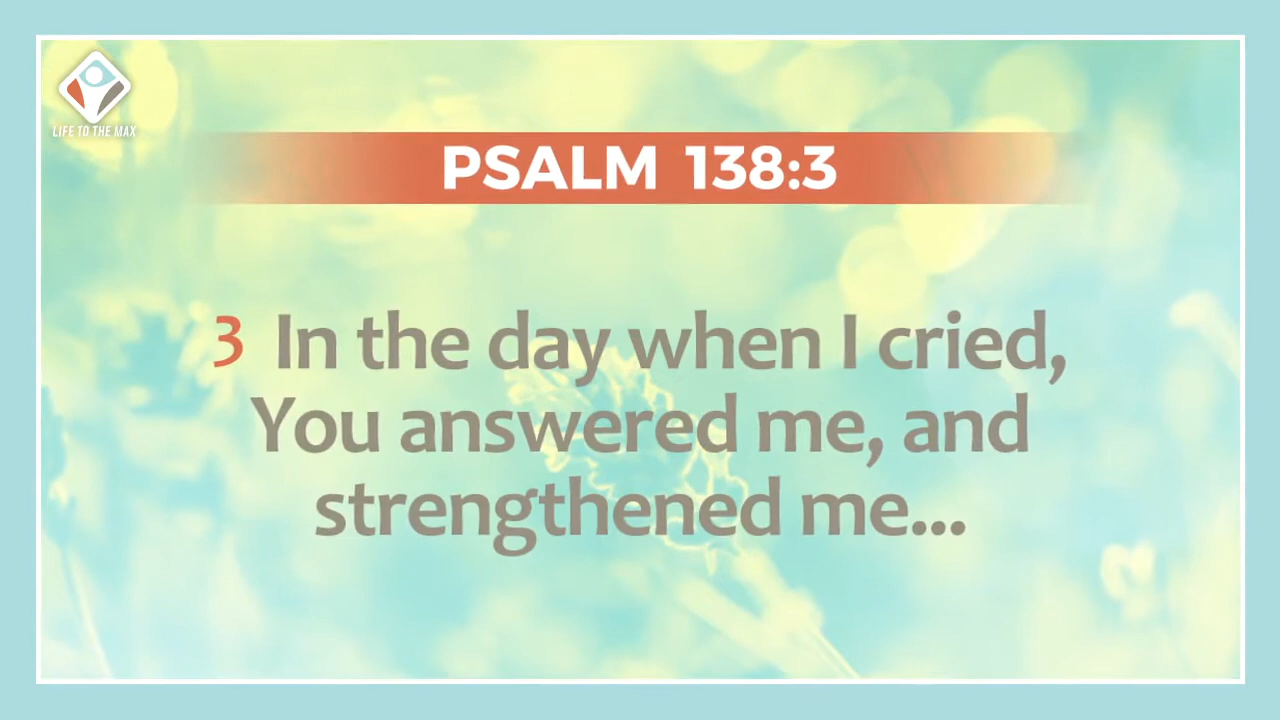 LIFE TO THE MAX
PSALM 138:3
3 In the day when I cried,
You answered me, and
strengthened me...